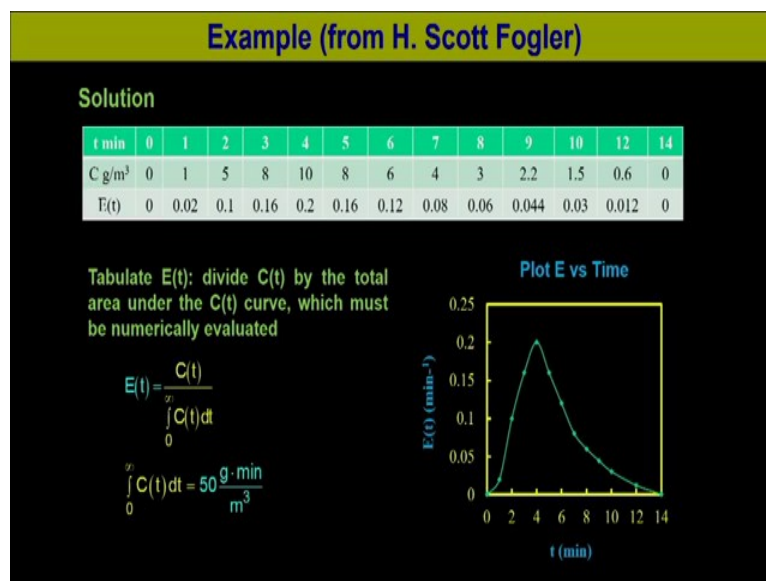 Example (from H. Scott Fogler)
Solution
t min 0 1 2 3 4 5 6 7 8 9 10 12 14
C g/m³ 0 1 5 8 10 8 6 4 3 2.2 1.5 0.6 0
E(t) 0 0.02 0.1 0.16 0.2 0.16 0.12 0.08 0.06 0.044 0.03 0.012 0
Tabulate E(t): divide C(t) by the total
area under the C(t) curve, which must
be numerically evaluated
E(t) = C(t) / ∫₀^∞ C(t)dt
∫₀^∞ C(t)dt = 50 g·min / m³
Plot E vs Time
E(t) (min⁻¹)
0.25
0.2
0.15
0.1
0.05
0
0 2 4 6 8 10 12 14
t (min)